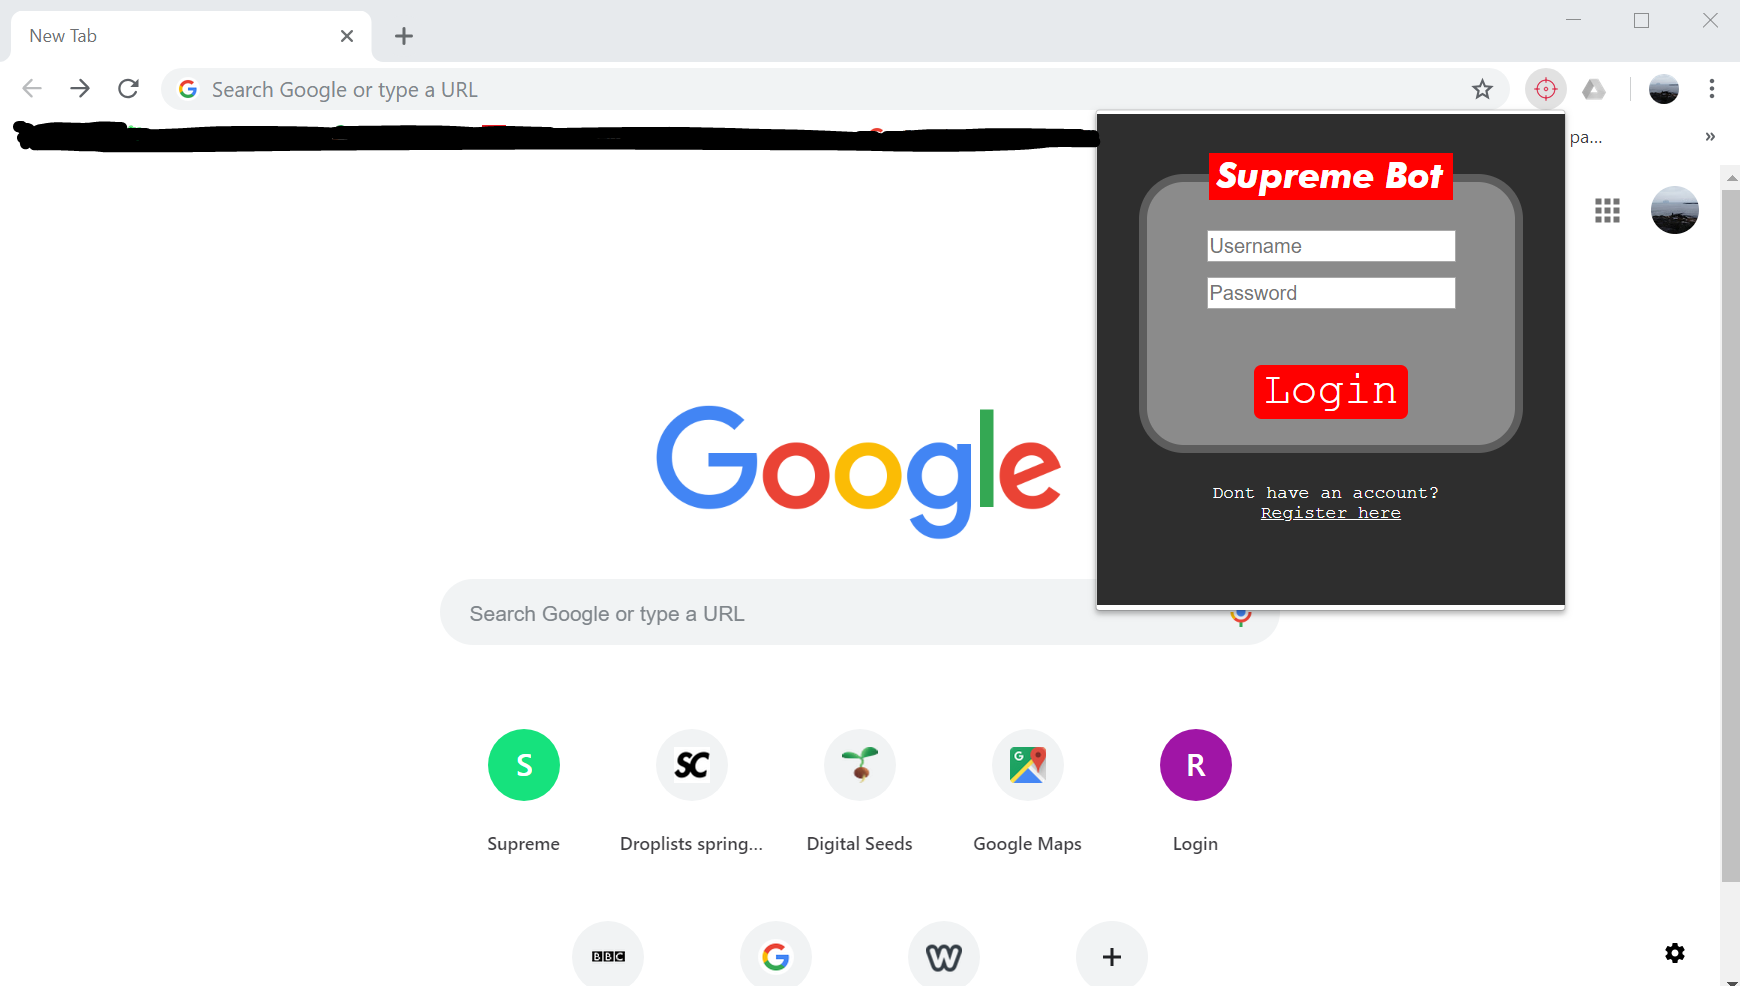 New Tab
Search Google or type a URL
pa...
»
Supreme Bot
Username
Password
Login
Dont have an account?
Register here
Google
Search Google or type a URL
S
SC
G
R
Supreme
Droplists spring...
Digital Seeds
Google Maps
Login
BBC
G
W